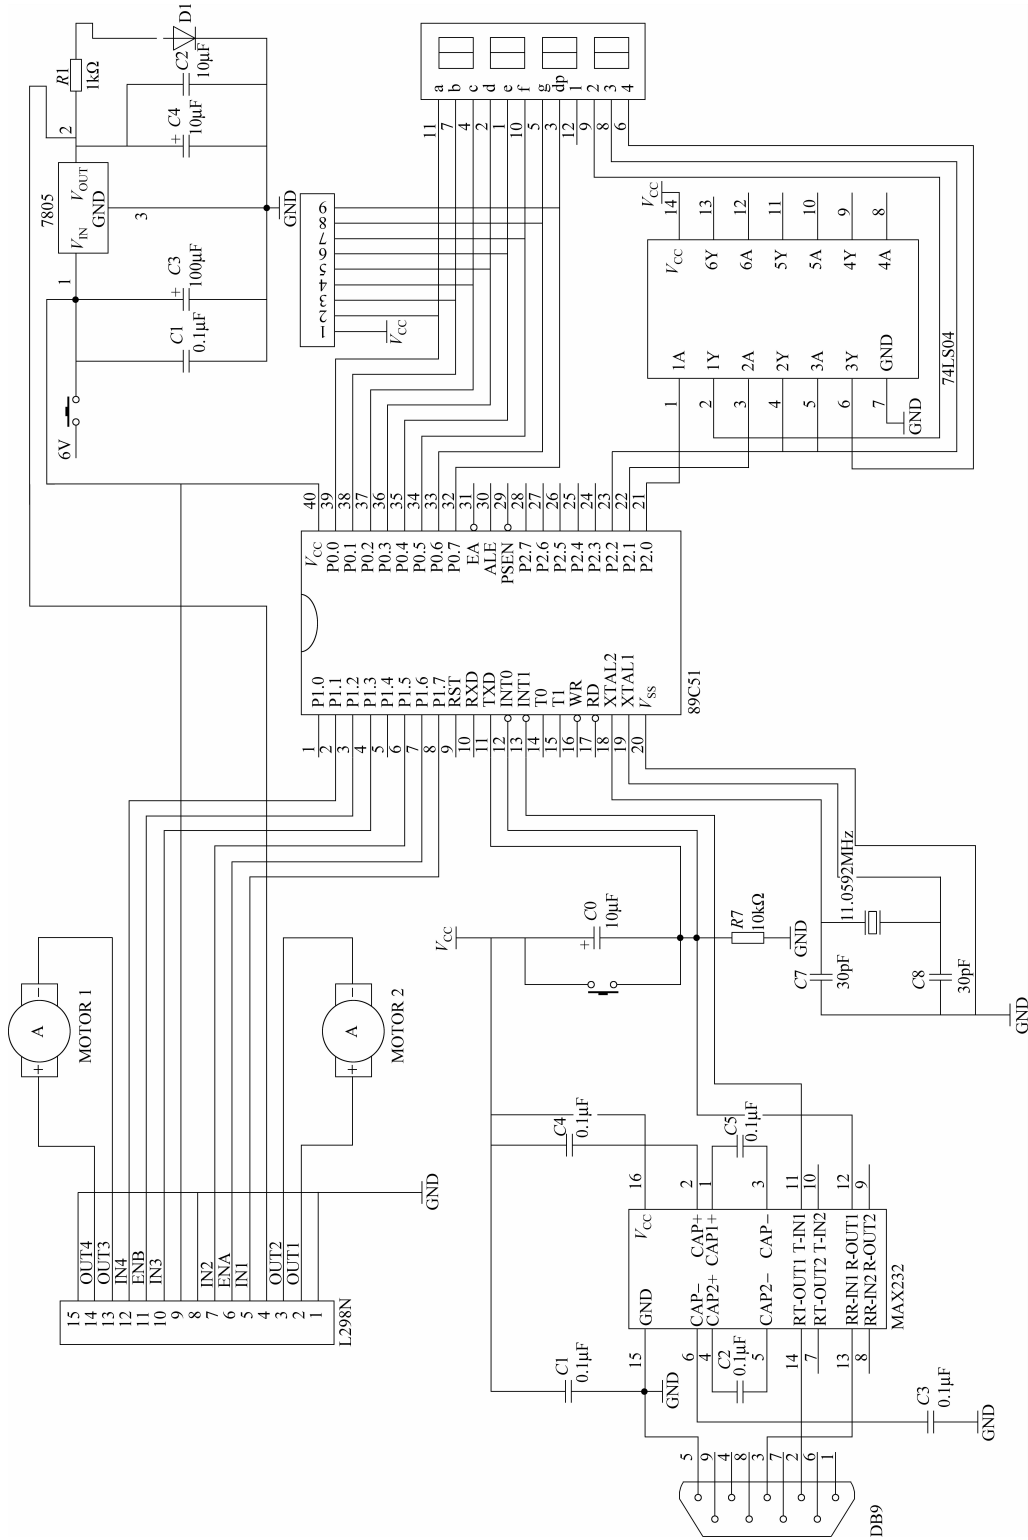 D1
R1
1kΩ
C2
10μF
+ C4
10μF
2
7805
VOUT
GND
VIN
3
GND
1
+ C3
100μF
C1
0.1μF
6V
a
b
c
d
e
f
g
dp
1
2
3
4
11
7
4
2
1
10
5
3
12
9
8
6
9
8
7
6
5
4
3
2
1
VCC
VCC
14
13
12
11
10
9
8
VCC
6Y
6A
5Y
5A
4Y
4A
1A
1Y
2A
2Y
3A
3Y
GND
1
2
3
4
5
6
7
GND
74LS04
40
39
38
37
36
35
34
33
32
31
30
29
28
27
26
25
24
23
22
21
VCC
P0.0
P0.1
P0.2
P0.3
P0.4
P0.5
P0.6
P0.7
EA
ALE
PSEN
P2.7
P2.6
P2.5
P2.4
P2.3
P2.2
P2.1
P2.0
P1.0
P1.1
P1.2
P1.3
P1.4
P1.5
P1.6
P1.7
RST
RXD
TXD
INT0
INT1
T0
T1
WR
RD
XTAL2
XTAL1
VSS
89C51
1
2
3
4
5
6
7
8
9
10
11
12
13
14
15
16
17
18
19
20
MOTOR 1
+
A
−
MOTOR 2
+
A
−
VCC
+ C0
10μF
R7
10kΩ
GND
11.0592MHz
C7
30pF
C8
30pF
GND
GND
OUT4
OUT3
IN4
ENB
IN3
IN2
ENA
IN1
OUT2
OUT1
15
14
13
12
11
10
9
8
7
6
5
4
3
2
1
L298N
C4
0.1μF
C5
0.1μF
16
2
1
3
11
10
12
9
VCC
CAP+
CAP1+
CAP−
T-IN1
T-IN2
R-OUT1
R-OUT2
GND
CAP−
CAP2+
CAP2−
RT-OUT1
RT-OUT2
RR-IN1
RR-IN2
MAX232
15
6
4
5
14
7
13
8
C1
0.1μF
GND
C2
0.1μF
C3
0.1μF
GND
5
9
4
8
3
7
2
6
1
DB9